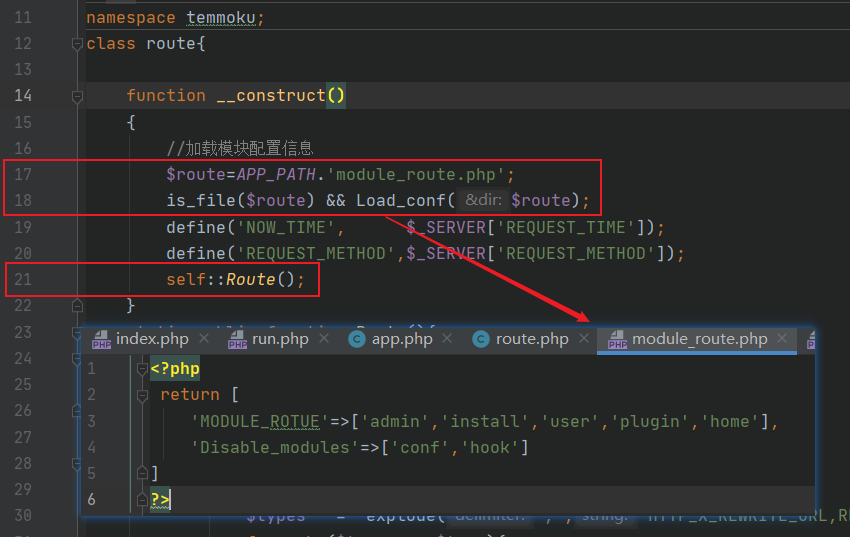 11 namespace temmoku;
12 class route{
13
14 function __construct()
15 {
16 //加载模块配置信息
17 $route=APP_PATH.'module_route.php';
18 is_file($route) && Load_conf( &dir: $route);
19 define('NOW_TIME', $_SERVER['REQUEST_TIME']);
20 define('REQUEST_METHOD',$_SERVER['REQUEST_METHOD']);
21 self::Route();
22 }
23
24
25
26
27
28
29
30 $types = explode( delimiter: ',', string: 'HTTP_X_REWRITE_URL,RE
index.php run.php app.php route.php module_route.php
1 <?php
2 return [
3 'MODULE_ROTUE'=>['admin','install','user','plugin','home'],
4 'Disable_modules'=>['conf','hook']
5 ]
6 ?>